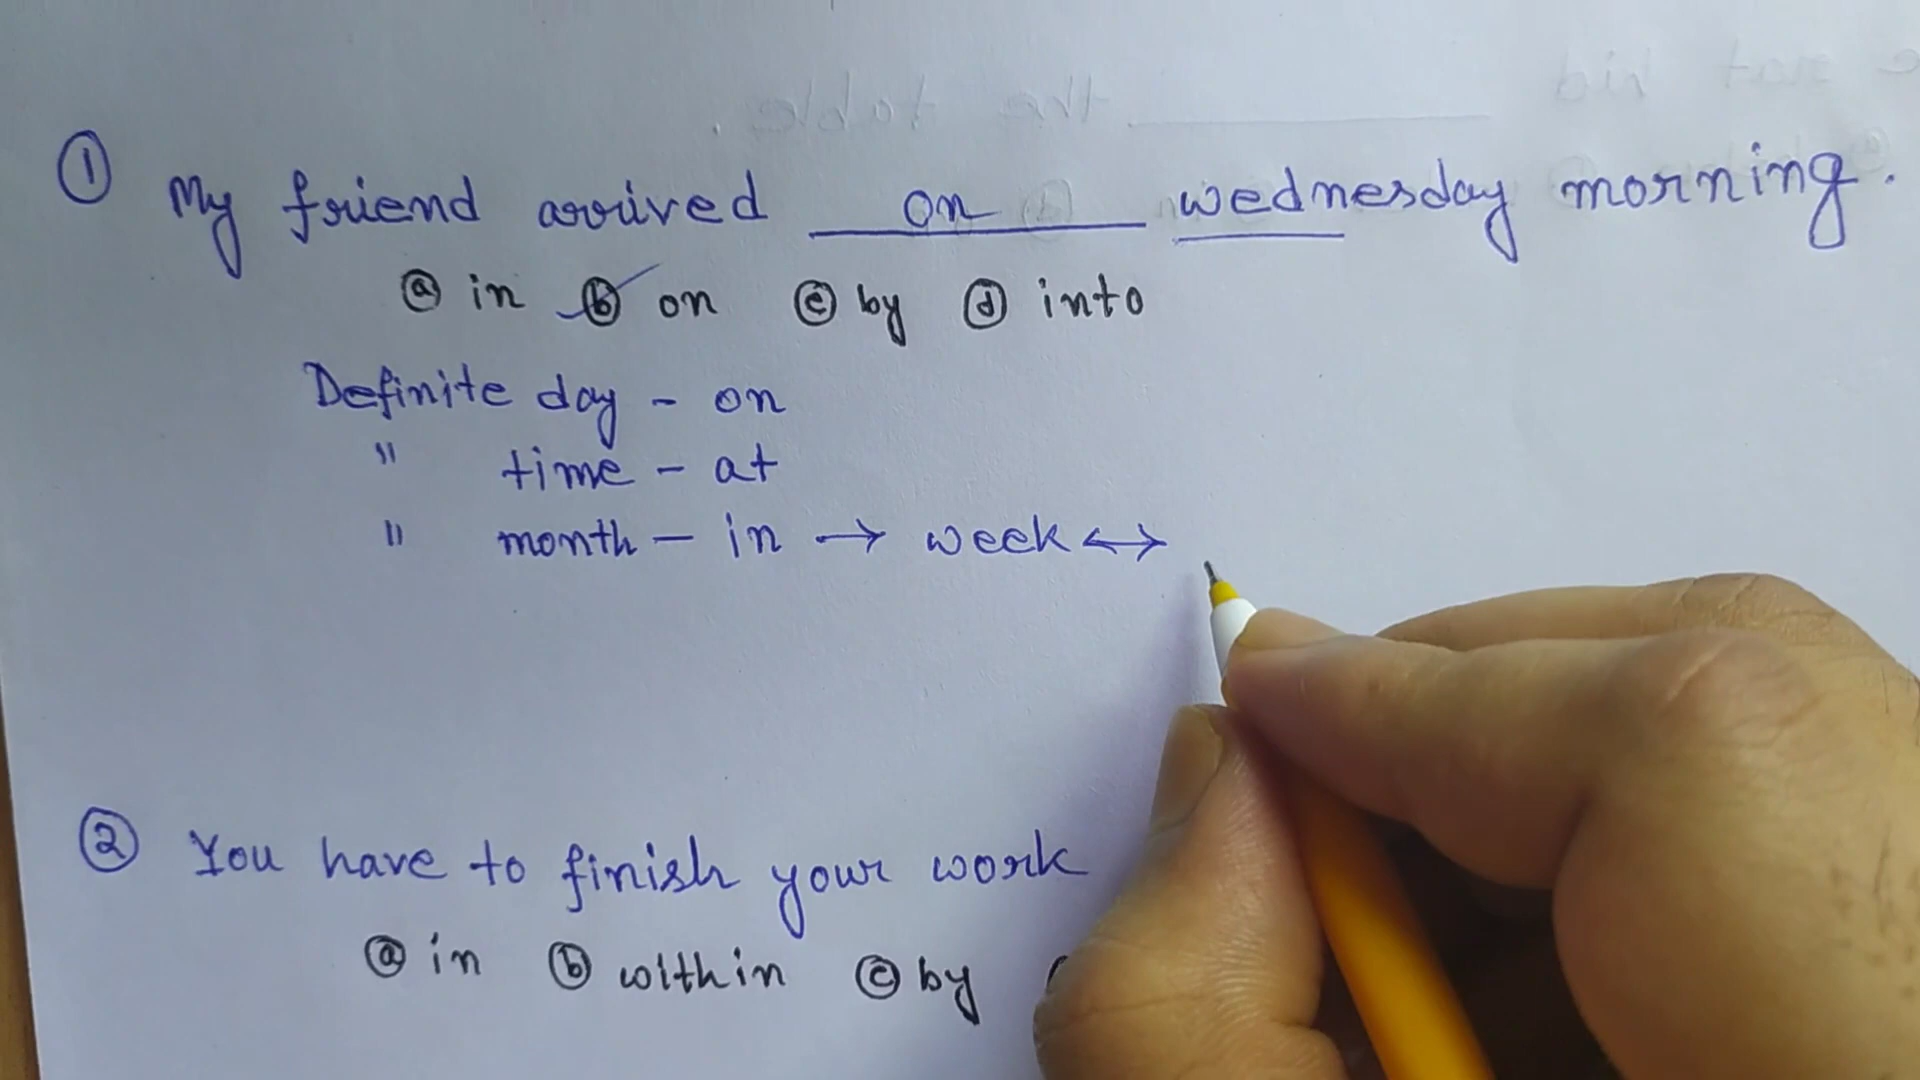 ① My friend arrived on wednesday morning.
ⓐ in ⓑ on ⓒ by ⓓ into
Definite day - on
" time - at
" month - in → week ↔
② You have to finish your work
ⓐ in ⓑ within ⓒ by